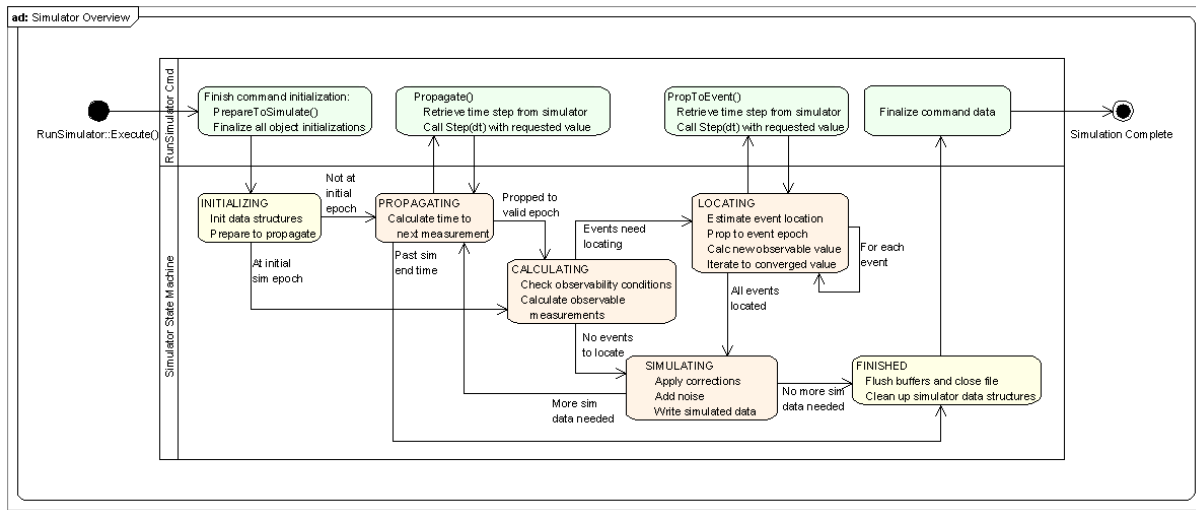 ad: Simulator Overview
RunSimulator::Execute()
RunSimulator Cmd
Finish command initialization:
PrepareToSimulate()
Finalize all object initializations
Propagate()
Retrieve time step from simulator
Call Step(dt) with requested value
PropToEvent()
Retrieve time step from simulator
Call Step(dt) with requested value
Finalize command data
Simulation Complete
Simulator State Machine
INITIALIZING
Init data structures
Prepare to propagate
Not at
initial
epoch
At initial
sim epoch
PROPAGATING
Calculate time to
next measurement
Propped to
valid epoch
Past sim
end time
CALCULATING
Check observability conditions
Calculate observable
measurements
Events need
locating
No events
to locate
LOCATING
Estimate event location
Prop to event epoch
Calc new observable value
Iterate to converged value
For each
event
All events
located
SIMULATING
Apply corrections
Add noise
Write simulated data
More sim
data needed
No more sim
data needed
FINISHED
Flush buffers and close file
Clean up simulator data structures